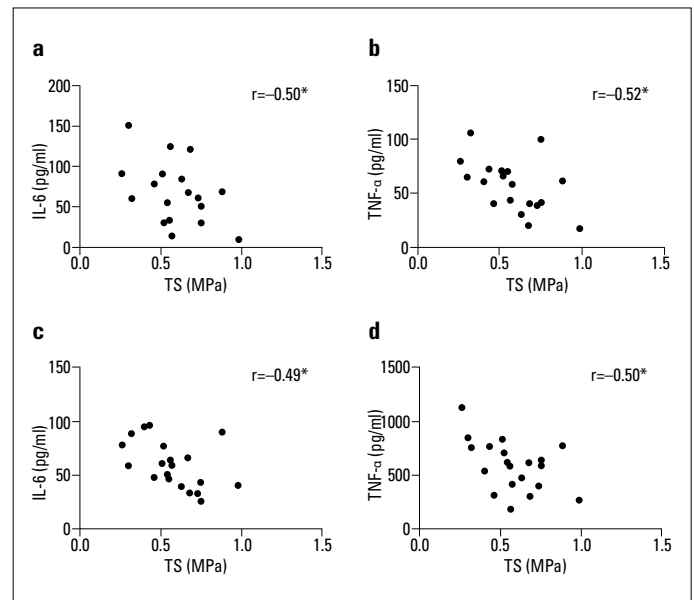 a
200
150
100
50
0
0.0 0.5 1.0 1.5
IL-6 (pg/ml)
TS (MPa)
r=–0.50*
b
150
100
50
0
0.0 0.5 1.0 1.5
TNF-α (pg/ml)
TS (MPa)
r=–0.52*
c
150
100
50
0
0.0 0.5 1.0 1.5
IL-6 (pg/ml)
TS (MPa)
r=–0.49*
d
1500
1000
500
0
0.0 0.5 1.0 1.5
TNF-α (pg/ml)
TS (MPa)
r=–0.50*